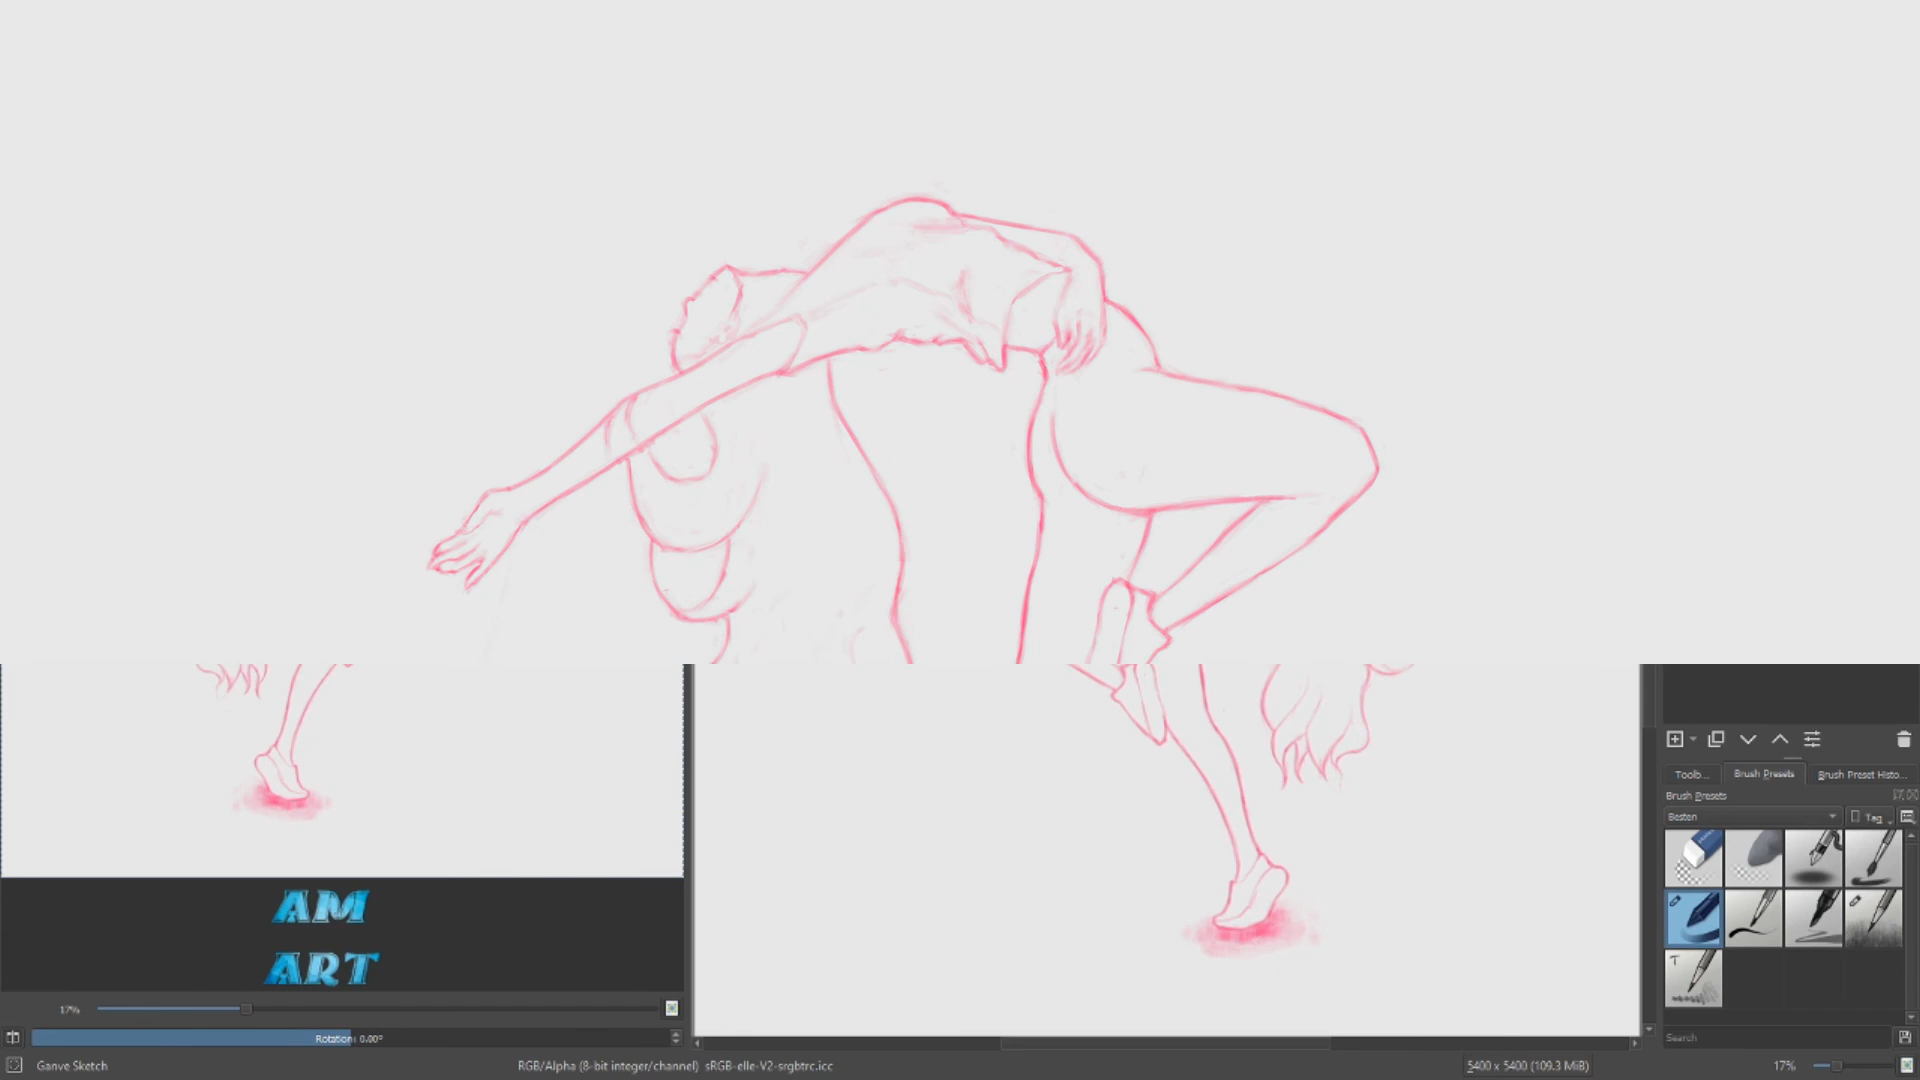 Toolb...
Brush Presets
Brush Preset Histo...
Brush Presets
Besten
Tag
AM
ART
17%
Rotation: 0.00°
Search
Ganve Sketch
RGB/Alpha (8-bit integer/channel) sRGB-elle-V2-srgbtrc.icc
5400 x 5400 (109.3 MiB)
17%